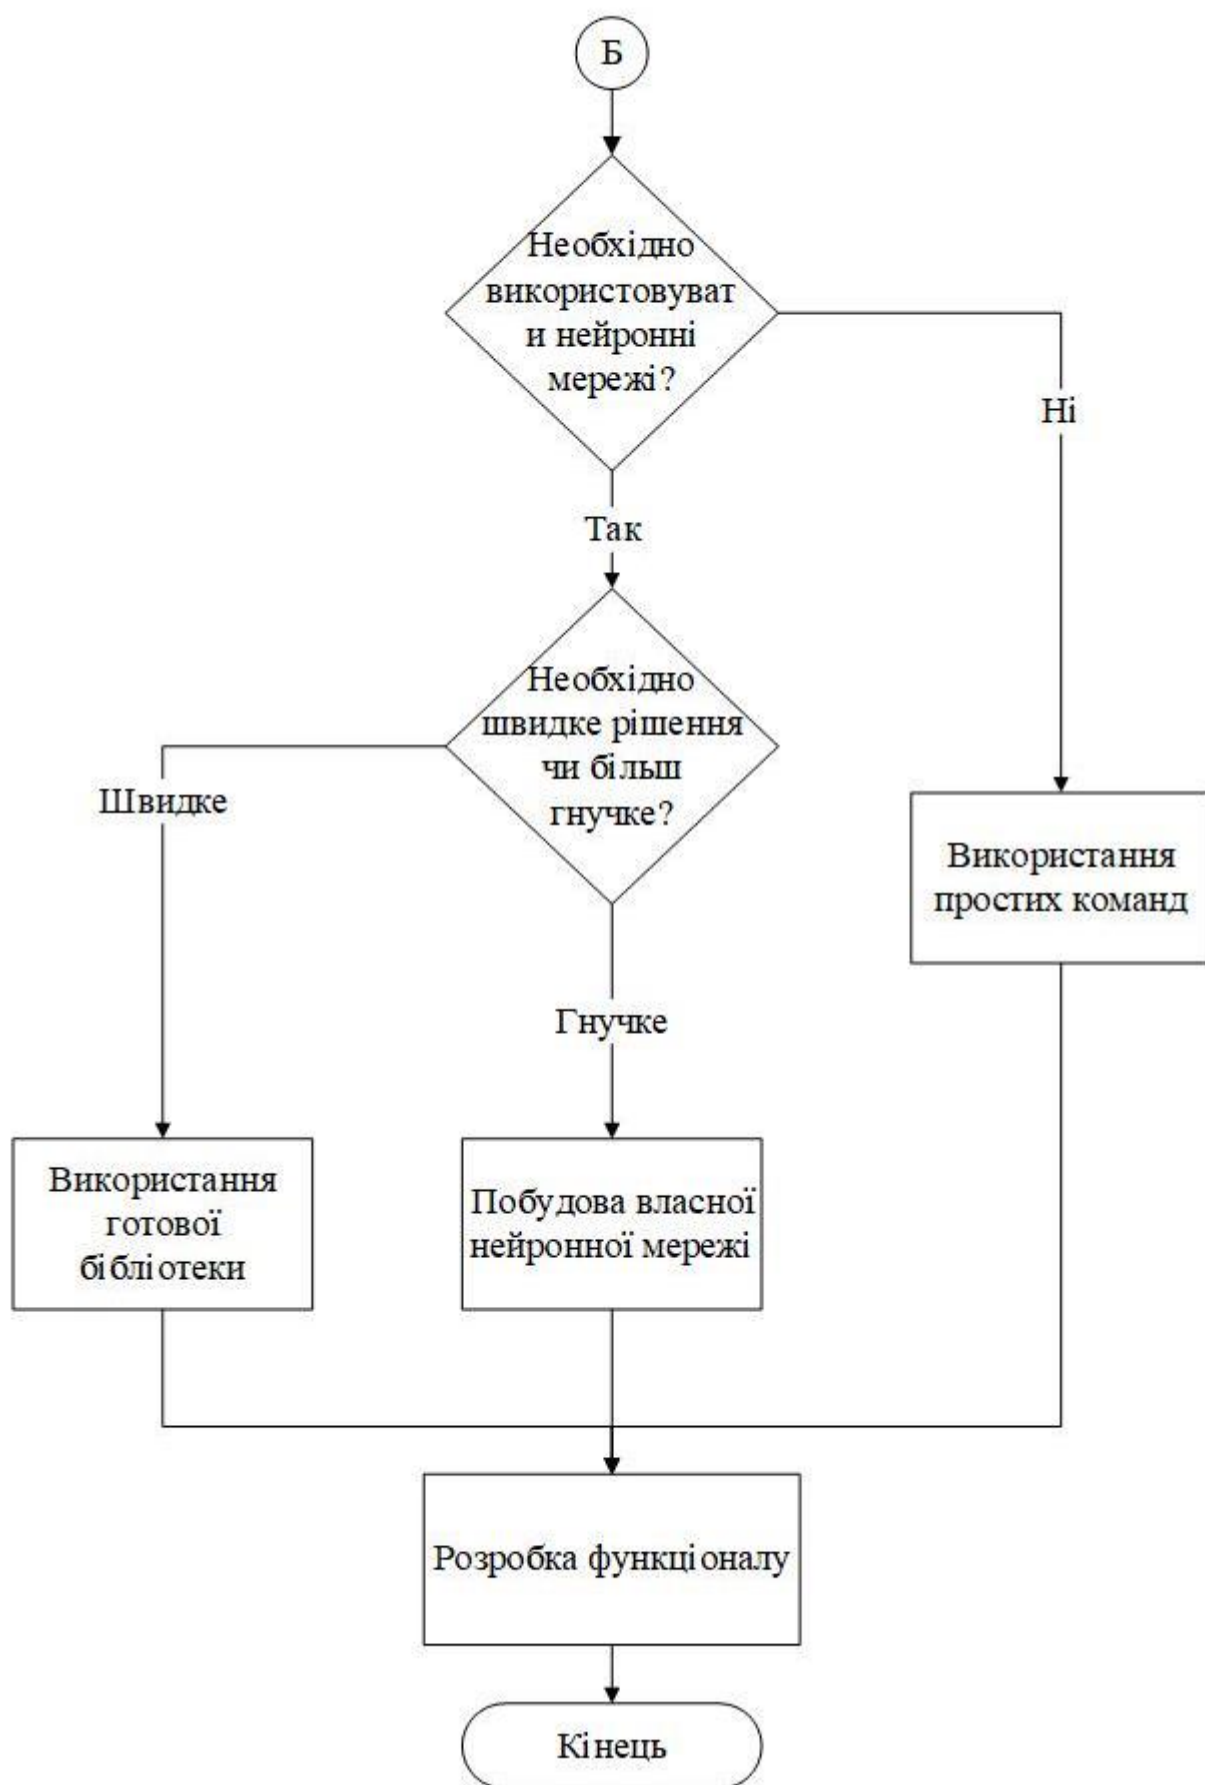 Б
Необхідно
використовуват
и нейронні
мережі?
Ні
Так
Необхідно
швидке рішення
чи більш
гнучке?
Швидке
Використання
простих команд
Гнучке
Використання
готової
бібліотеки
Побудова власної
нейронної мережі
Розробка функціоналу
Кінець